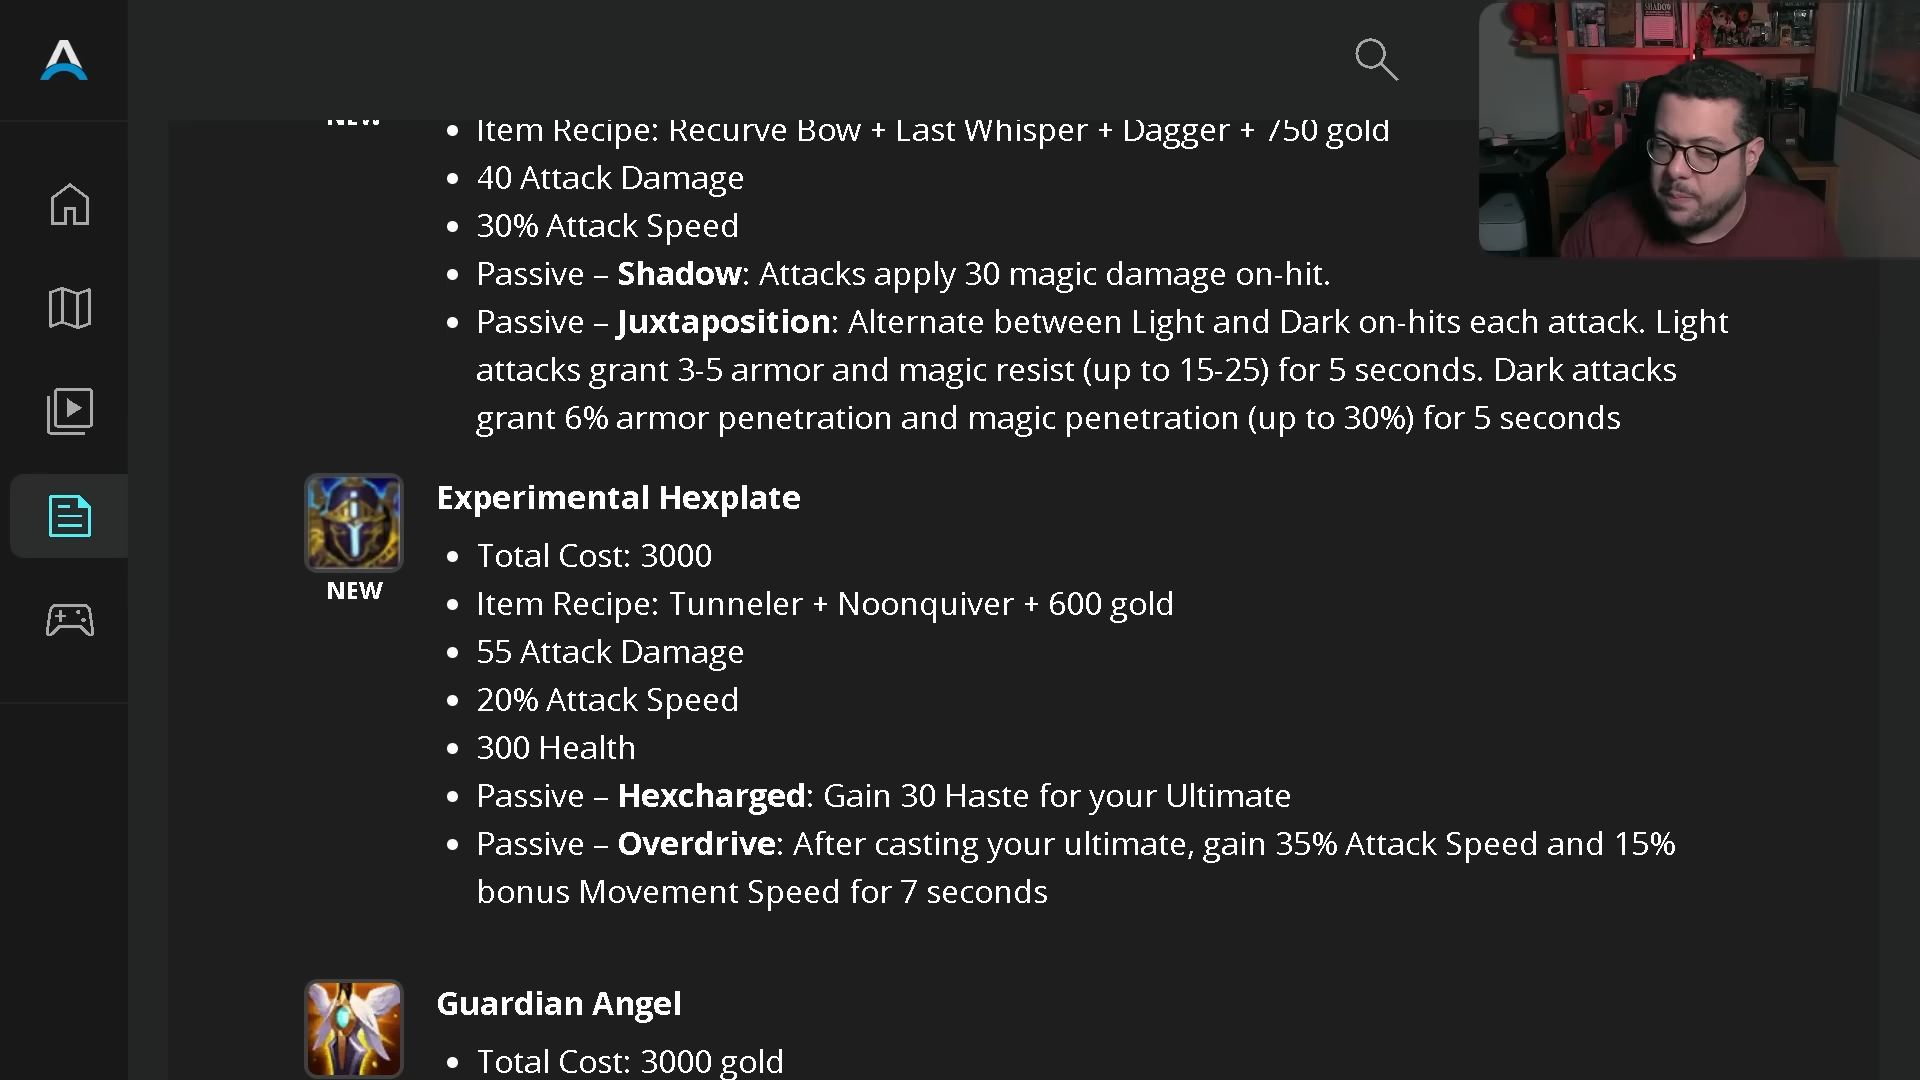 NEW
Item Recipe: Recurve Bow + Last Whisper + Dagger + 750 gold
40 Attack Damage
30% Attack Speed
Passive – Shadow: Attacks apply 30 magic damage on-hit.
Passive – Juxtaposition: Alternate between Light and Dark on-hits each attack. Light
attacks grant 3-5 armor and magic resist (up to 15-25) for 5 seconds. Dark attacks
grant 6% armor penetration and magic penetration (up to 30%) for 5 seconds
Experimental Hexplate
Total Cost: 3000
NEW
Item Recipe: Tunneler + Noonquiver + 600 gold
55 Attack Damage
20% Attack Speed
300 Health
Passive – Hexcharged: Gain 30 Haste for your Ultimate
Passive – Overdrive: After casting your ultimate, gain 35% Attack Speed and 15%
bonus Movement Speed for 7 seconds
Guardian Angel
Total Cost: 3000 gold